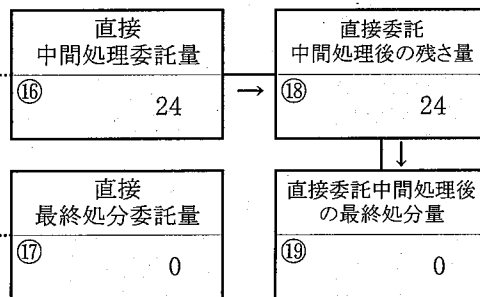 直接
中間処理委託量
⑯
24
→
直接委託
中間処理後の残さ量
⑱
24
↓
直接
最終処分委託量
⑰
0
直接委託中間処理後
の最終処分量
⑲
0